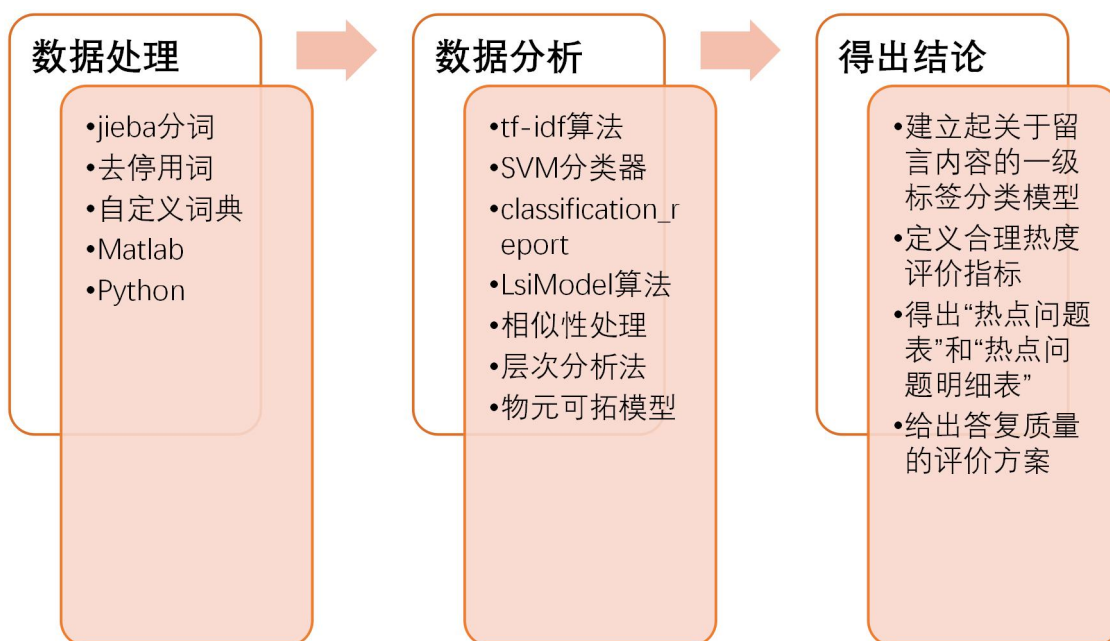 数据处理
•jieba分词
•去停用词
•自定义词典
•Matlab
•Python
数据分析
•tf-idf算法
•SVM分类器
•classification_r
eport
•LsiModel算法
•相似性处理
•层次分析法
•物元可拓模型
得出结论
•建立起关于留
言内容的一级
标签分类模型
•定义合理热度
评价指标
•得出“热点问题
表”和“热点问
题明细表”
•给出答复质量
的评价方案